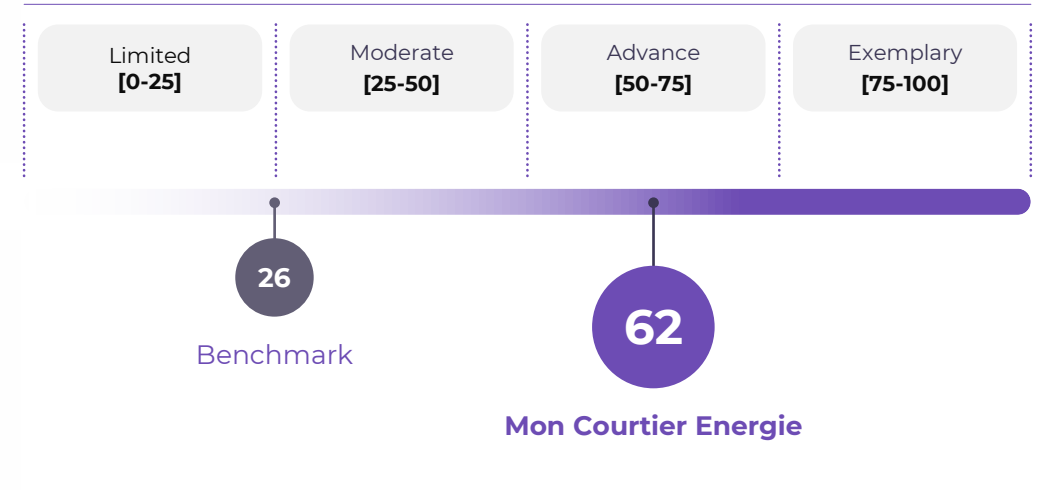 Limited
[0-25]
Moderate
[25-50]
Advance
[50-75]
Exemplary
[75-100]
26
Benchmark
62
Mon Courtier Energie